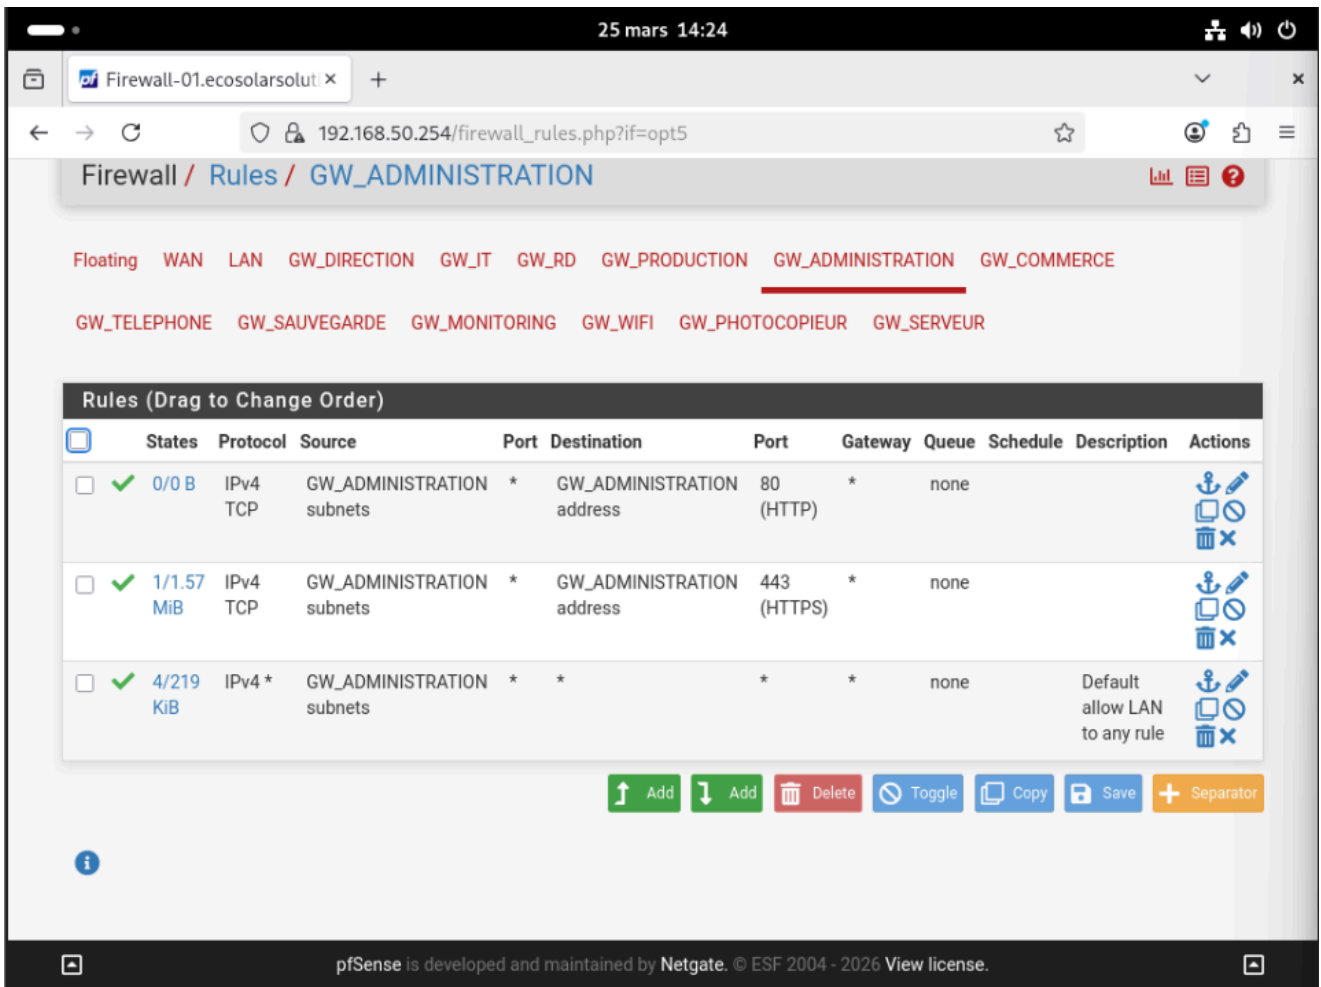 25 mars 14:24
Firewall-01.ecosolarsoluti
192.168.50.254/firewall_rules.php?if=opt5
Firewall / Rules / GW_ADMINISTRATION
Floating WAN LAN GW_DIRECTION GW_IT GW_RD GW_PRODUCTION GW_ADMINISTRATION GW_COMMERCE
GW_TELEPHONE GW_SAUVEGARDE GW_MONITORING GW_WIFI GW_PHOTOCOPIEUR GW_SERVEUR
Rules (Drag to Change Order)
States Protocol Source Port Destination Port Gateway Queue Schedule Description Actions
0/0 B IPv4 GW_ADMINISTRATION * GW_ADMINISTRATION 80 * none
TCP subnets address (HTTP)
1/1.57 IPv4 GW_ADMINISTRATION * GW_ADMINISTRATION 443 * none
MiB TCP subnets address (HTTPS)
4/219 IPv4 * GW_ADMINISTRATION * * * * none Default
KiB subnets allow LAN
to any rule
Add Add Delete Toggle Copy Save Separator
pfSense is developed and maintained by Netgate. © ESF 2004 - 2026 View license.